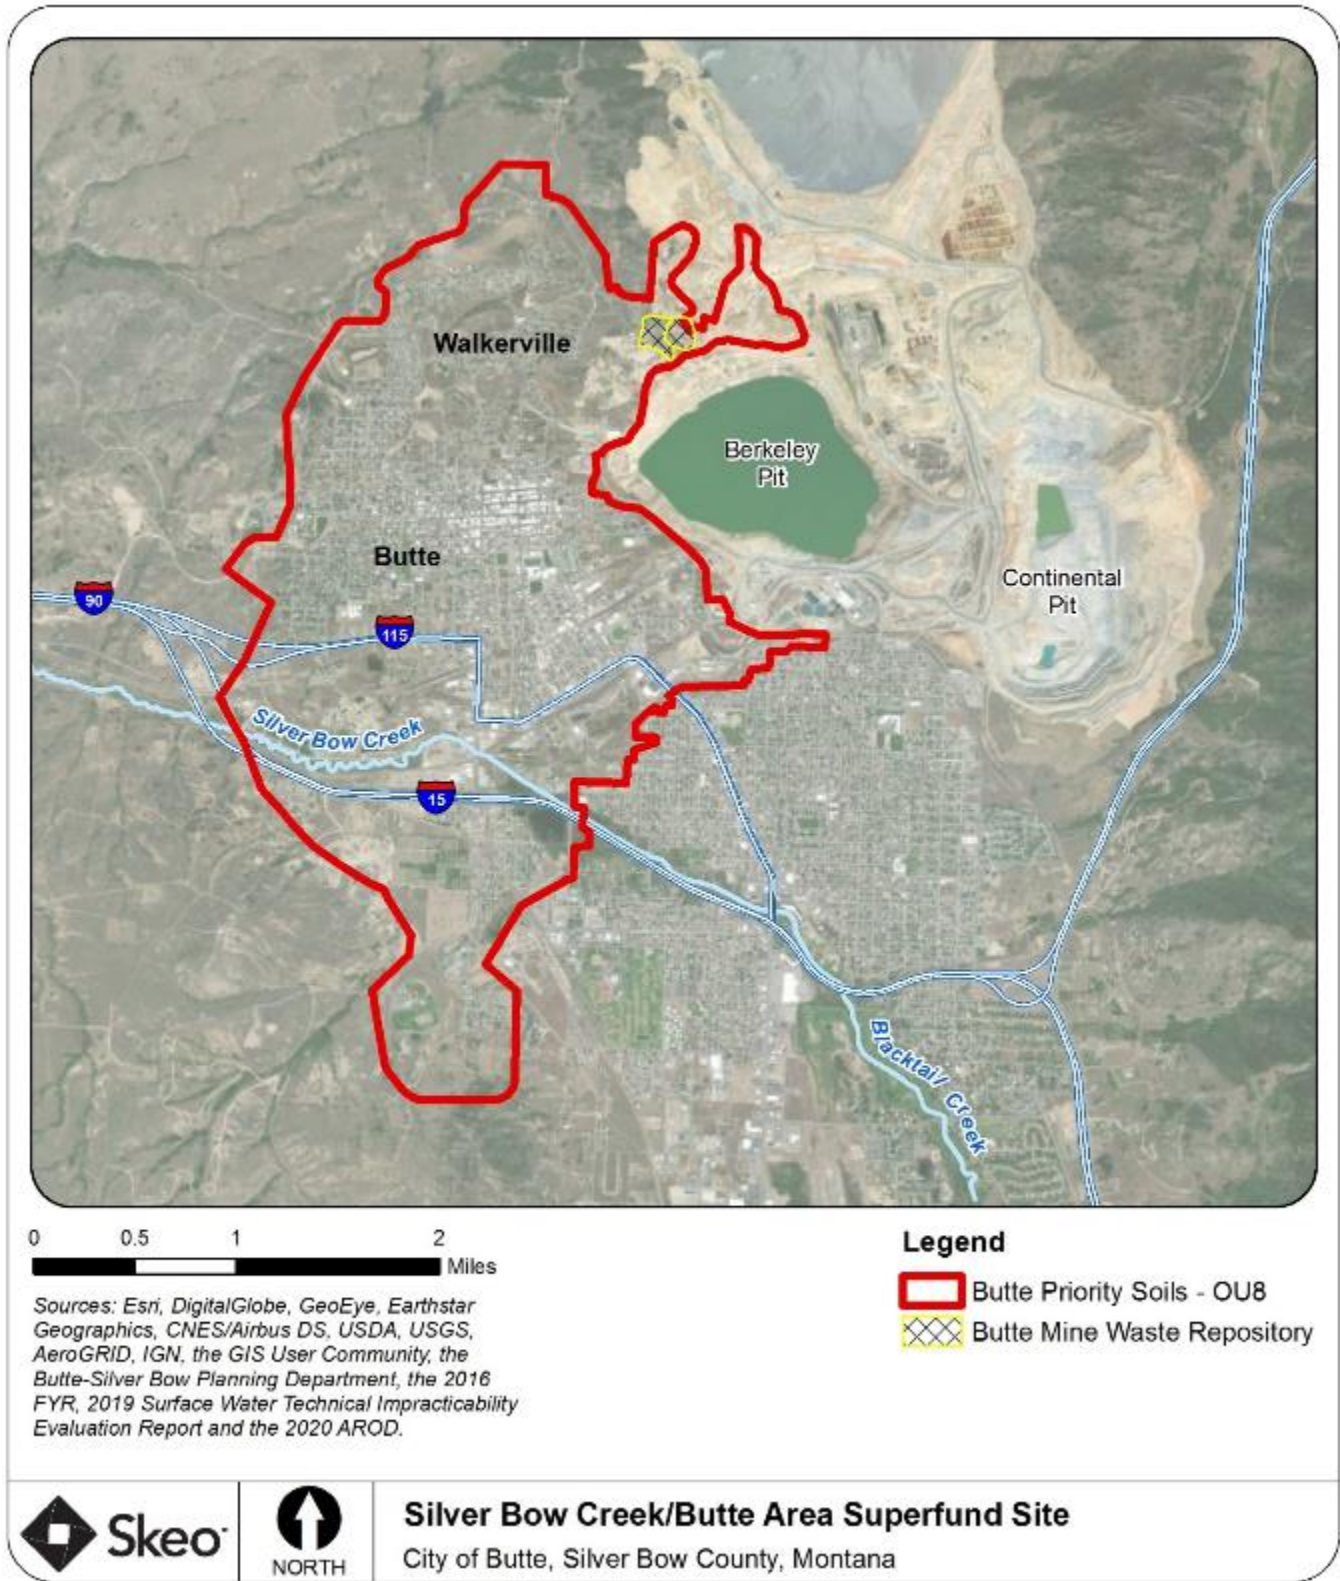 Walkerville
Berkeley
Pit
Butte
Continental
Pit
90
115
Silver Bow Creek
15
Blacktail Creek
0 0.5 1 2
Miles
Legend
Butte Priority Soils - OU8
Butte Mine Waste Repository
Sources: Esri, DigitalGlobe, GeoEye, Earthstar
Geographics, CNES/Airbus DS, USDA, USGS,
AeroGRID, IGN, the GIS User Community, the
Butte-Silver Bow Planning Department, the 2016
FYR, 2019 Surface Water Technical Impracticability
Evaluation Report and the 2020 AROD.
Skeo
NORTH
Silver Bow Creek/Butte Area Superfund Site
City of Butte, Silver Bow County, Montana